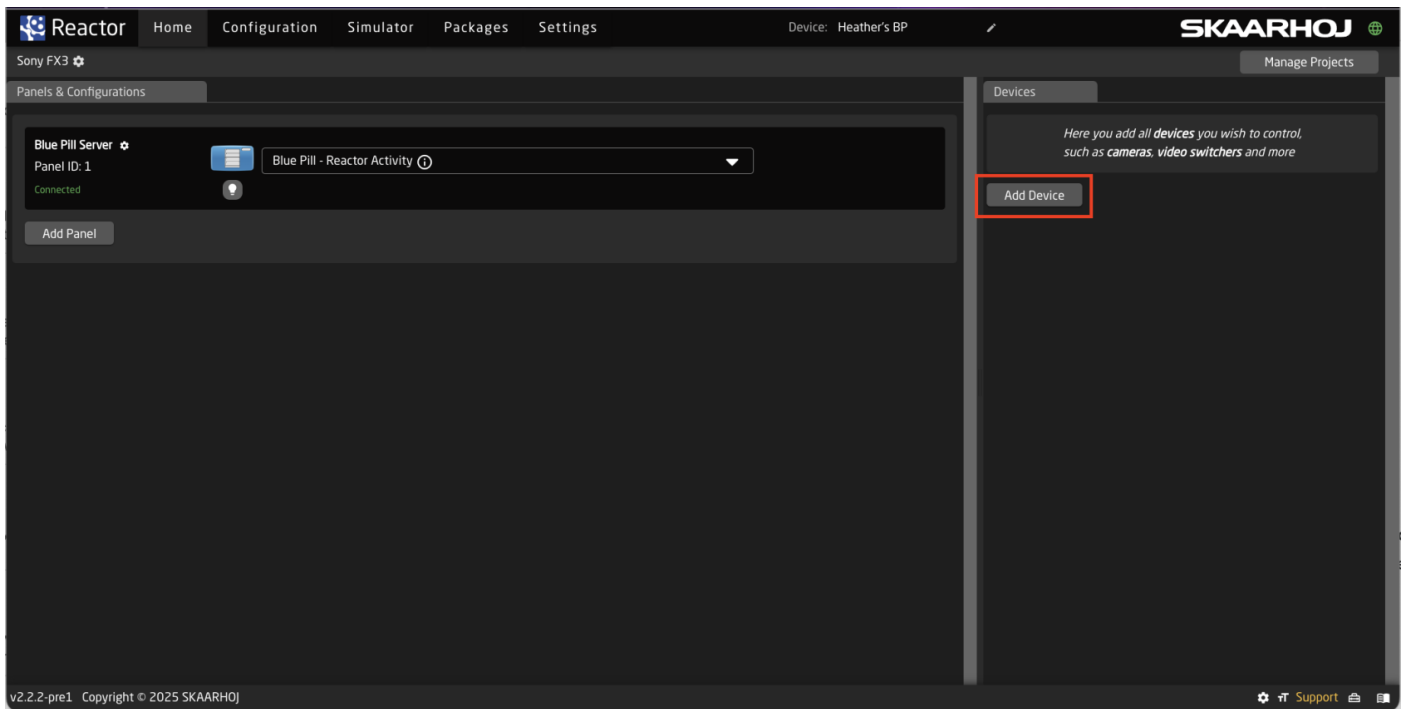 Reactor Home Configuration Simulator Packages Settings Device: Heather's BP SKAARHOJ
Sony FX3 Manage Projects
Panels & Configurations
Blue Pill Server
Panel ID: 1
Connected
Blue Pill - Reactor Activity
Add Panel
Devices
Here you add all devices you wish to control,
such as cameras, video switchers and more
Add Device
v2.2.2-pre1 Copyright © 2025 SKAARHOJ
Support